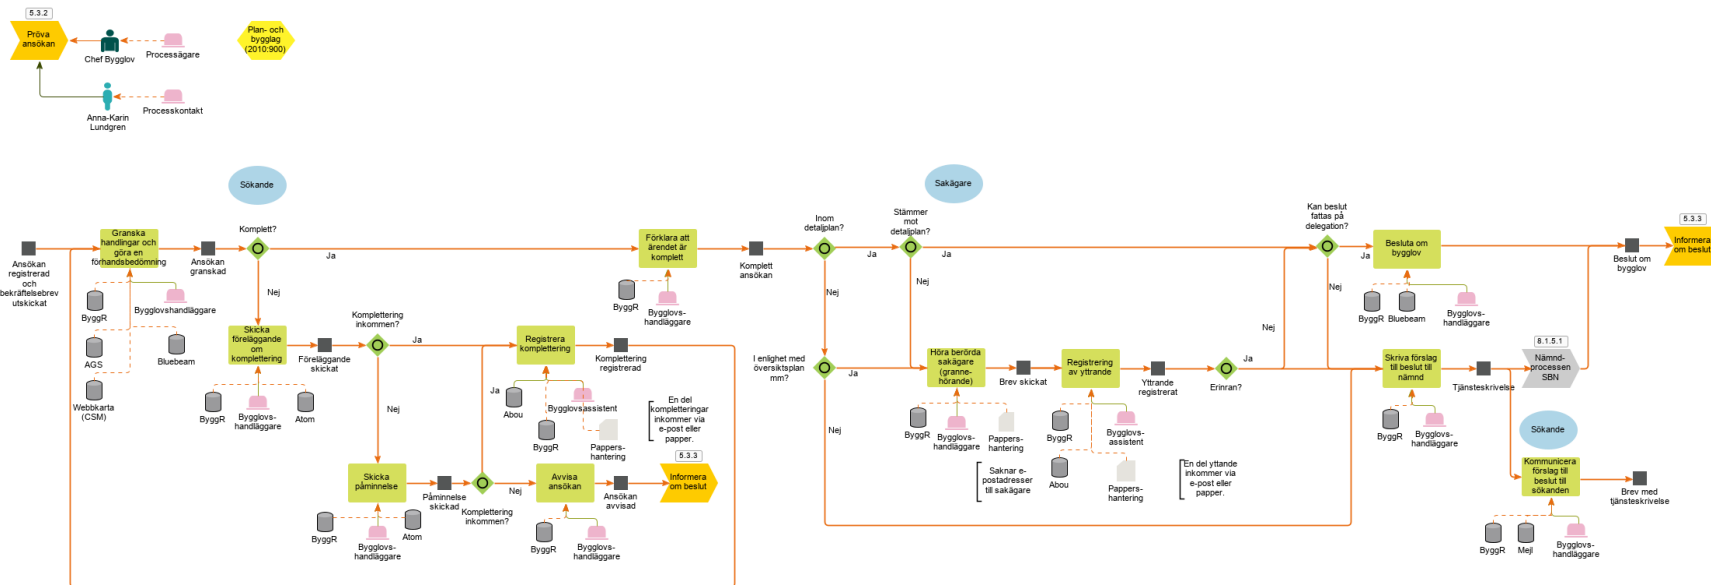 5.3.2
Pröva
ansökan
Chef Bygglov
Processägare
Plan- och
bygglag
(2010:900)
Anna-Karin
Lundgren
Processkontakt
Sökande
Sakägare
Ansökan
registrerad
och
bekräftelsebrev
utskickat
Granska
handlingar och
göra en
förhandsbedömning
ByggR
Bygglovshandläggare
AGS
Bluebeam
Webbkarta
(CSM)
Ansökan
granskad
Komplett?
Ja
Nej
Skicka
föreläggande
om
komplettering
ByggR
Bygglovs-
handläggare
Atom
Föreläggande
skickat
Komplettering
inkommen?
Ja
Nej
Registrera
komplettering
Ja
Abou
Bygglovsassistent
ByggR
Pappers-
hantering
Komplettering
registrerad
En del
kompletteringar
inkommer via
e-post eller
papper.
Skicka
påminnelse
ByggR
Bygglovs-
handläggare
Atom
Påminnelse
skickad
Komplettering
inkommen?
Nej
Avvisa
ansökan
ByggR
Bygglovs-
handläggare
Ansökan
avvisad
5.3.3
Informera
om beslut
Förklara att
ärendet är
komplett
ByggR
Bygglovs-
handläggare
Komplett
ansökan
Inom
detaljplan?
Ja
Nej
Stämmer
mot
detaljplan?
Ja
Nej
I enlighet med
översiktsplan
mm?
Ja
Nej
Höra berörda
sakägare
(granne-
hörande)
ByggR
Bygglovs-
handläggare
Pappers-
hantering
Saknar e-
postadresser
till sakägare
Brev skickat
Registrering
av yttrande
ByggR
Bygglovs-
assistent
Abou
Pappers-
hantering
En del yttande
inkommer via
e-post eller
papper.
Yttrande
registrerat
Erinran?
Ja
Nej
Kan beslut
fattas på
delegation?
Ja
Nej
Besluta om
bygglov
ByggR
Bluebeam
Bygglovs-
handläggare
Beslut om
bygglov
5.3.3
Informera
om beslut
Skriva förslag
till beslut till
nämnd
ByggR
Bygglovs-
handläggare
Tjänsteskrivelse
8.1.5.1
Nämnd-
processen
SBN
Sökande
Kommunicera
förslag till
beslut till
sökanden
ByggR
Mejl
Bygglovs-
handläggare
Brev med
tjänsteskrivelse